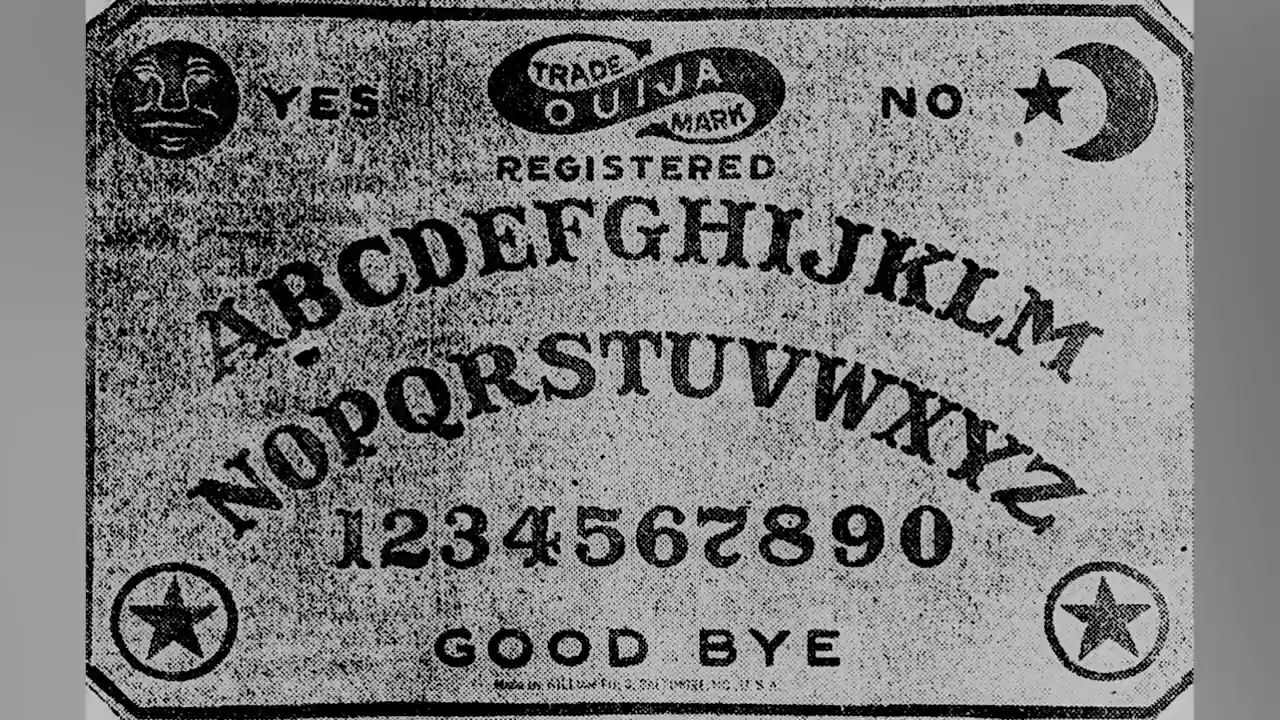 YES
TRADE
OUIJA
MARK
NO
REGISTERED
ABCDEFGHIJKLM
NOPQRSTUVWXYZ
1234567890
GOOD BYE